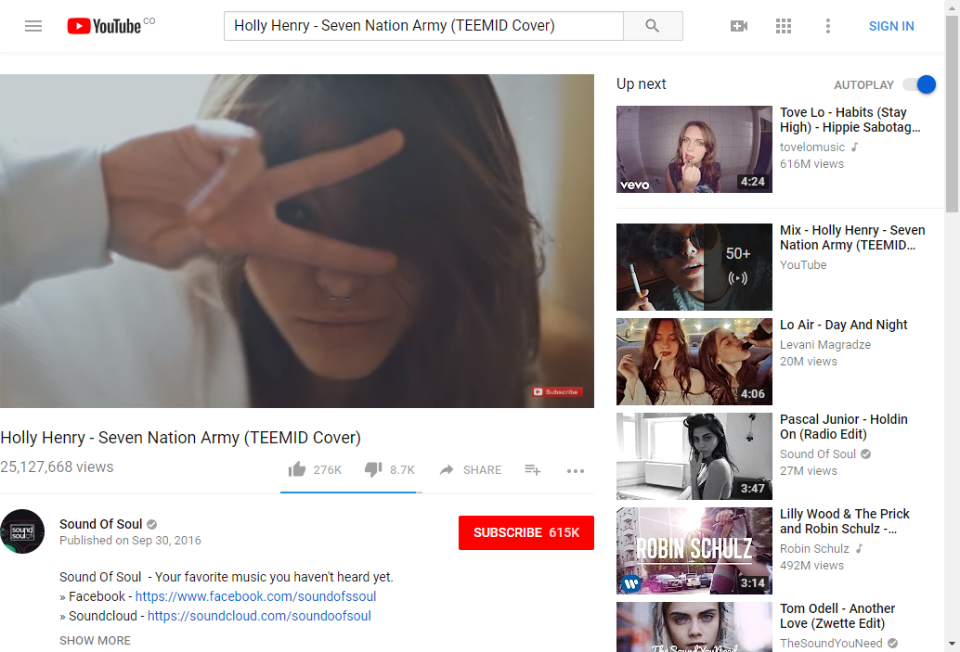 YouTube CO
Holly Henry - Seven Nation Army (TEEMID Cover)
SIGN IN
Subscribe
Holly Henry - Seven Nation Army (TEEMID Cover)
25,127,668 views
276K
8.7K
SHARE
sound of soul
Sound Of Soul
Published on Sep 30, 2016
SUBSCRIBE 615K
Sound Of Soul - Your favorite music you haven't heard yet.
» Facebook - https://www.facebook.com/soundofssoul
» Soundcloud - https://soundcloud.com/soundoofsoul
SHOW MORE
Up next
AUTOPLAY
vevo
4:24
Tove Lo - Habits (Stay
High) - Hippie Sabotag...
tovelomusic
616M views
50+
Mix - Holly Henry - Seven
Nation Army (TEEMID...
YouTube
4:06
Lo Air - Day And Night
Levani Magradze
20M views
3:47
Pascal Junior - Holdin
On (Radio Edit)
Sound Of Soul
27M views
ROBIN SCHULZ
3:14
Lilly Wood & The Prick
and Robin Schulz -...
Robin Schulz
492M views
TheSoundYouNeed
Tom Odell - Another
Love (Zwette Edit)
TheSoundYouNeed